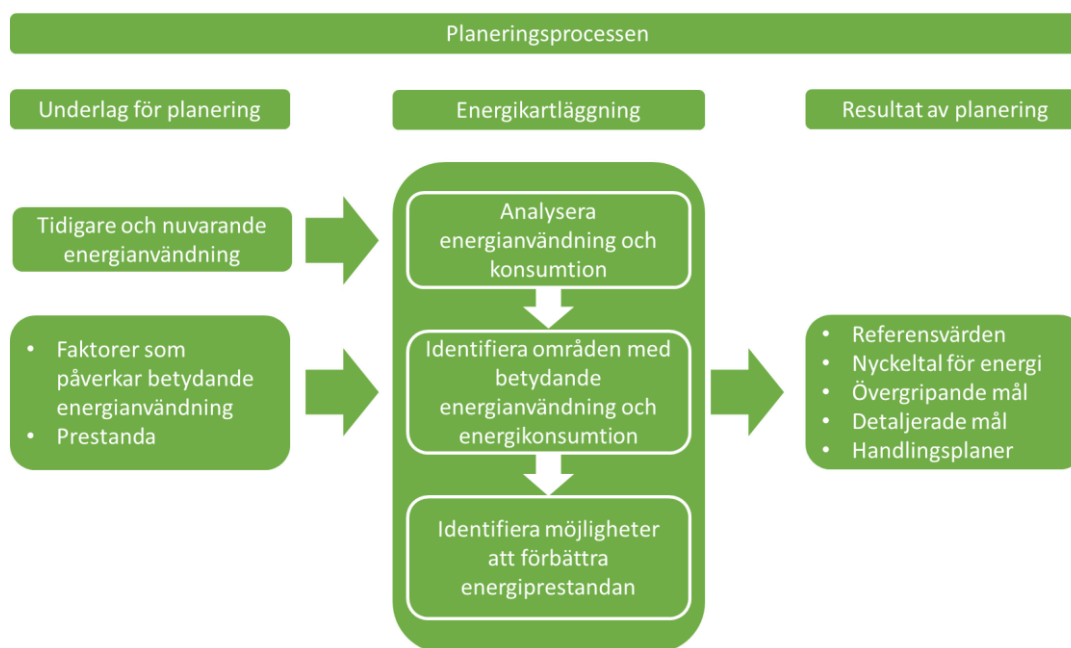 Planeringsprocessen
Underlag för planering
Energikartläggning
Resultat av planering
Tidigare och nuvarande
energianvändning
• Faktorer som
påverkar betydande
energianvändning
• Prestanda
Analysera
energianvändning och
konsumtion
Identifiera områden med
betydande
energianvändning och
energikonsumtion
Identifiera möjligheter
att förbättra
energiprestandan
• Referensvärden
• Nyckeltal för energi
• Övergripande mål
• Detaljerade mål
• Handlingsplaner